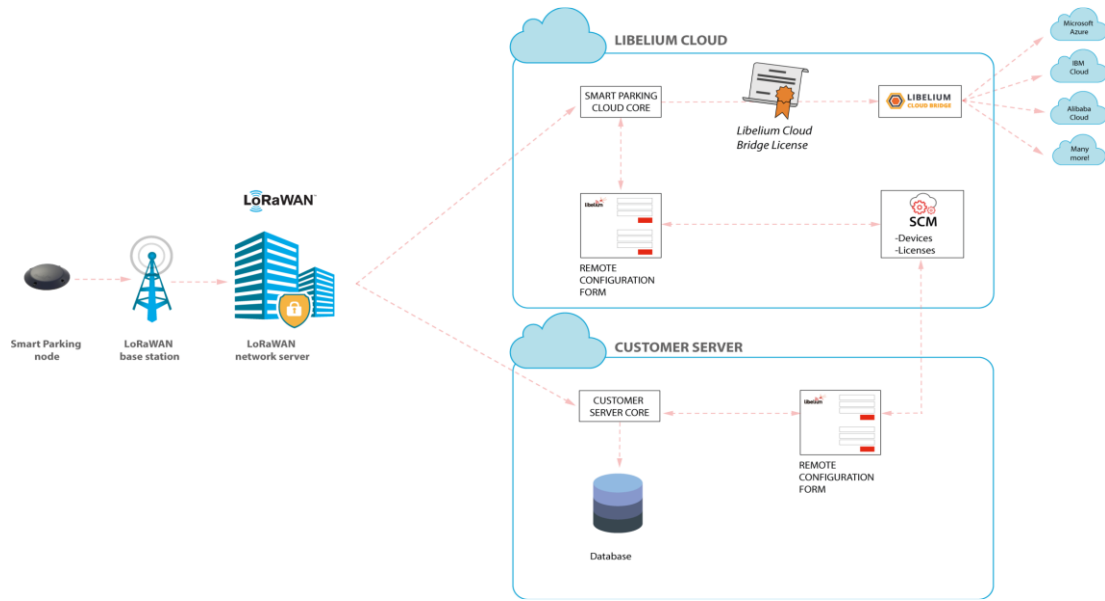 LIBELIUM CLOUD
Microsoft
Azure
IBM
Cloud
Alibaba
Cloud
Many
more!
SMART PARKING
CLOUD CORE
Libelium Cloud
Bridge License
LIBELIUM
CLOUD BRIDGE
LoRaWAN™
libelium
REMOTE
CONFIGURATION
FORM
SCM
-Devices
-Licenses
Smart Parking
node
LoRaWAN
base station
LoRaWAN
network server
CUSTOMER SERVER
CUSTOMER
SERVER CORE
libelium
REMOTE
CONFIGURATION
FORM
Database